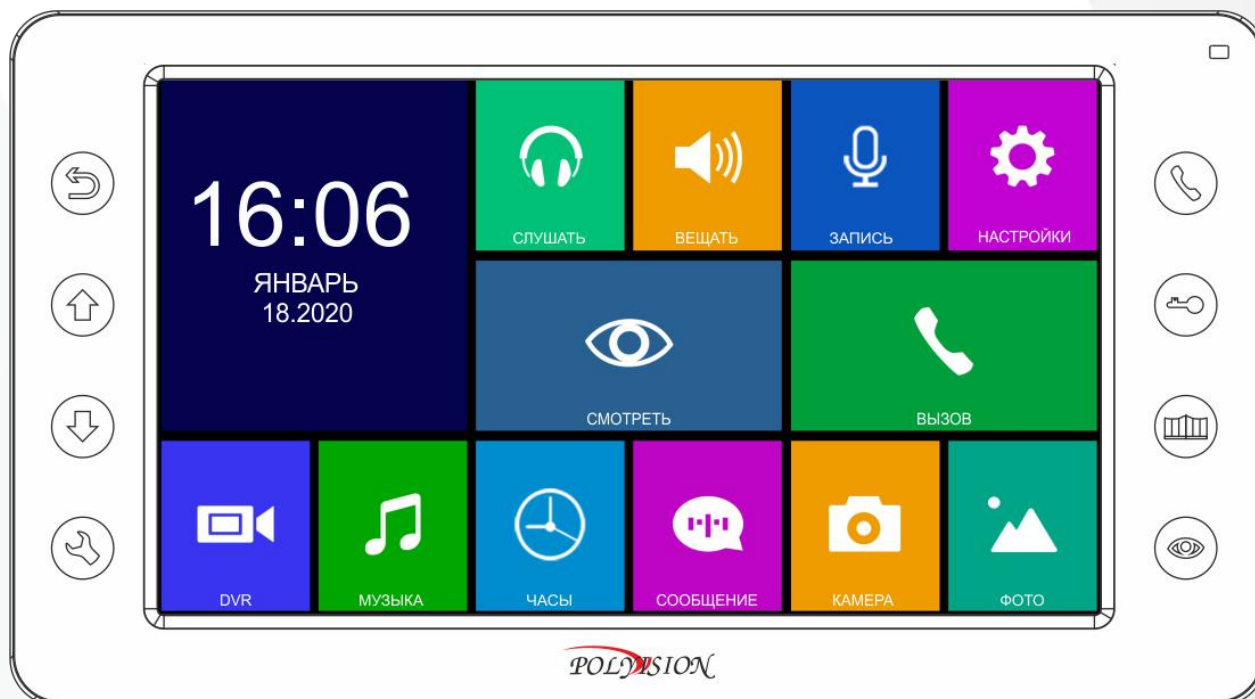 16:06
ЯНВАРЬ
18.2020
СЛУШАТЬ
ВЕЩАТЬ
ЗАПИСЬ
НАСТРОЙКИ
СМОТРЕТЬ
ВЫЗОВ
DVR
МУЗЫКА
ЧАСЫ
СООБЩЕНИЕ
КАМЕРА
ФОТО
POLYVISION